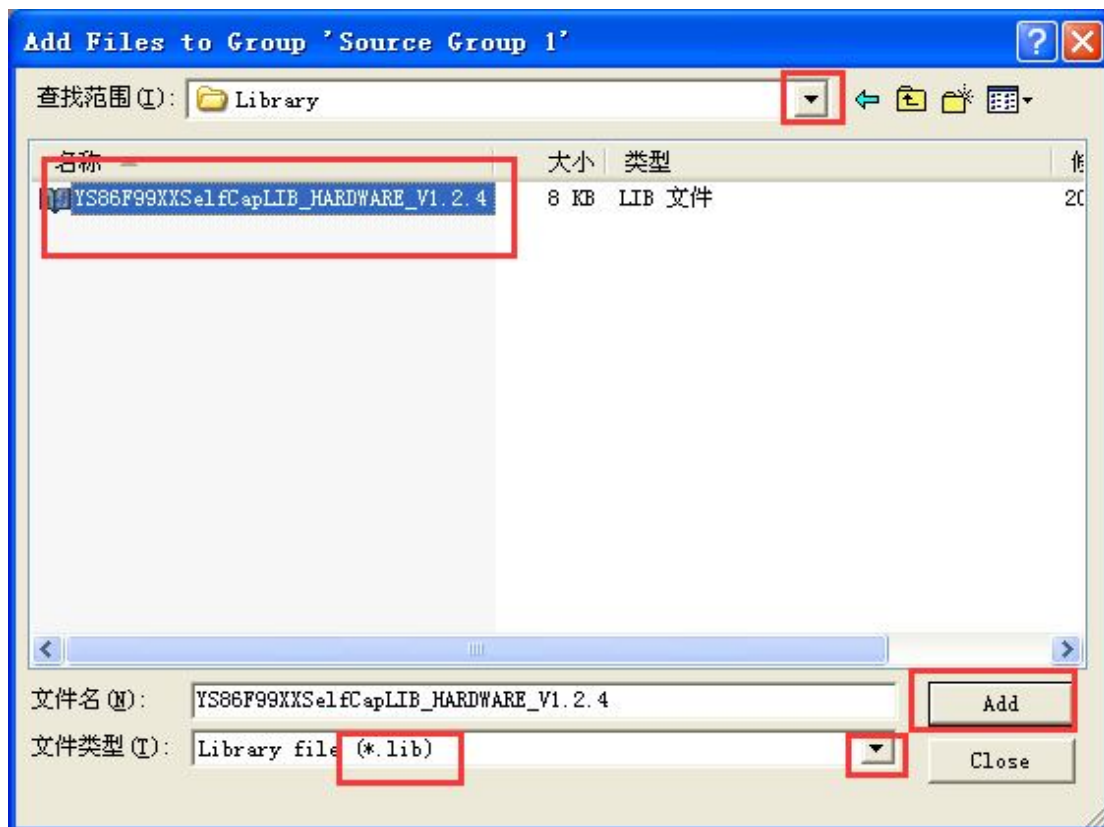 Add Files to Group 'Source Group 1'
查找范围(I): Library
名称 大小 类型
YS86F99XXSelfCapLIB_HARDWARE_V1.2.4 8 KB LIB 文件 20
文件名(N): YS86F99XXSelfCapLIB_HARDWARE_V1.2.4 Add
文件类型(T): Library file (*.lib) Close